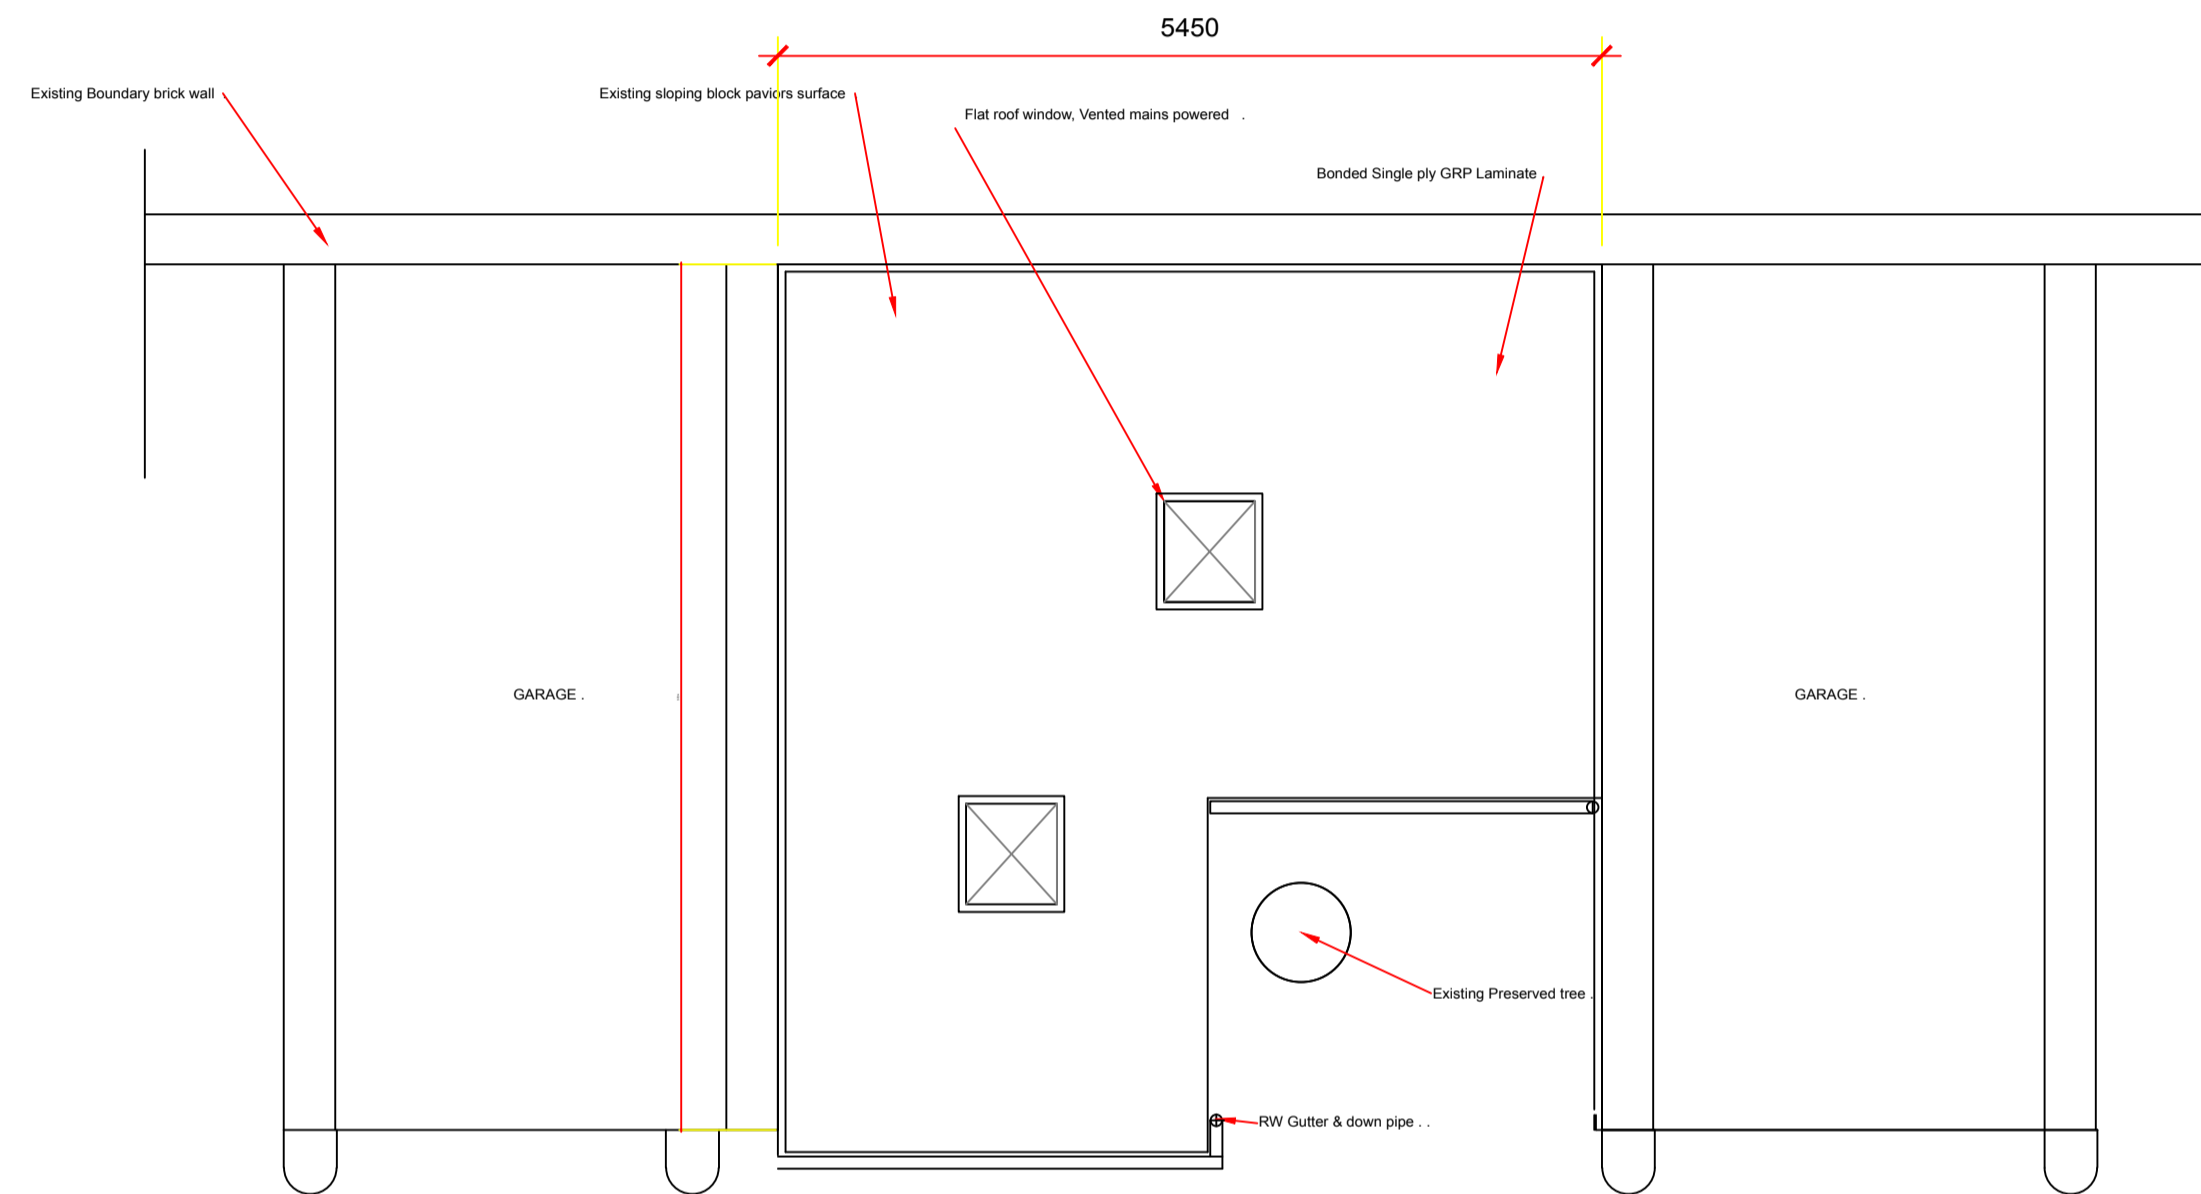 5450
Existing Boundary brick wall .
Existing sloping block paviors surface
Flat roof window, Vented mains powered .
Bonded Single ply GRP Laminate
GARAGE .
GARAGE .
Existing Preserved tree .
RW Gutter & down pipe . .